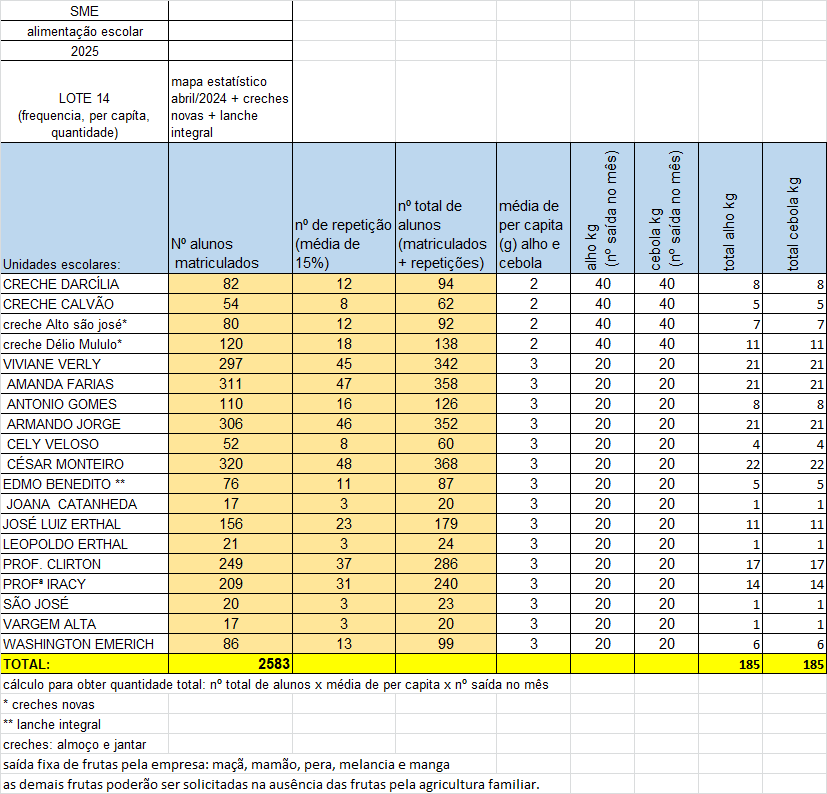 SME
alimentação escolar
2025
LOTE 14
(frequencia, per capíta,
quantidade)
mapa estatístico
abril/2024 + creches
novas + lanche
integral
Unidades escolares:
Nº alunos
matriculados
nº de repetição
(média de
15%)
nº total de
alunos
(matriculados
+ repetições)
média de
per capita
(g) alho e
cebola
alho kg
(nº saída no mês)
cebola kg
(nº saída no mês)
total alho kg
total cebola kg
CRECHE DARCÍLIA 82 12 94 2 40 40 8 8
CRECHE CALVÃO 54 8 62 2 40 40 5 5
creche Alto são josé* 80 12 92 2 40 40 7 7
creche Délio Mululo* 120 18 138 2 40 40 11 11
VIVIANE VERLY 297 45 342 3 20 20 21 21
AMANDA FARIAS 311 47 358 3 20 20 21 21
ANTONIO GOMES 110 16 126 3 20 20 8 8
ARMANDO JORGE 306 46 352 3 20 20 21 21
CELY VELOSO 52 8 60 3 20 20 4 4
CÉSAR MONTEIRO 320 48 368 3 20 20 22 22
EDMO BENEDITO ** 76 11 87 3 20 20 5 5
JOANA CATANHEDA 17 3 20 3 20 20 1 1
JOSÉ LUIZ ERTHAL 156 23 179 3 20 20 11 11
LEOPOLDO ERTHAL 21 3 24 3 20 20 1 1
PROF. CLIRTON 249 37 286 3 20 20 17 17
PROFª IRACY 209 31 240 3 20 20 14 14
SÃO JOSÉ 20 3 23 3 20 20 1 1
VARGEM ALTA 17 3 20 3 20 20 1 1
WASHINGTON EMERICH 86 13 99 3 20 20 6 6
TOTAL: 2583 185 185
cálculo para obter quantidade total: nº total de alunos x média de per capita x nº saída no mês
* creches novas
** lanche integral
creches: almoço e jantar
saída fixa de frutas pela empresa: maçã, mamão, pera, melancia e manga
as demais frutas poderão ser solicitadas na ausência das frutas pela agricultura familiar.